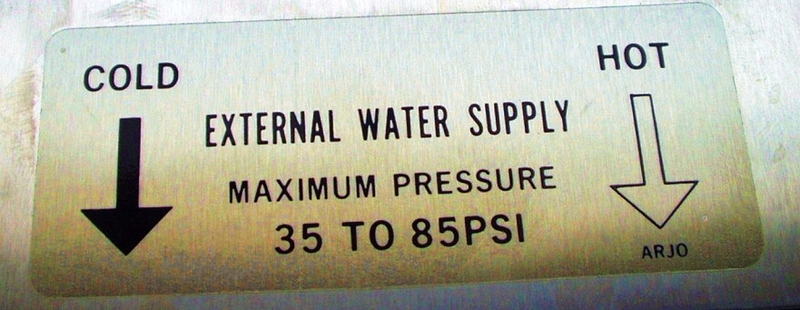 COLD
HOT
EXTERNAL WATER SUPPLY
MAXIMUM PRESSURE
35 TO 85PSI
ARJO